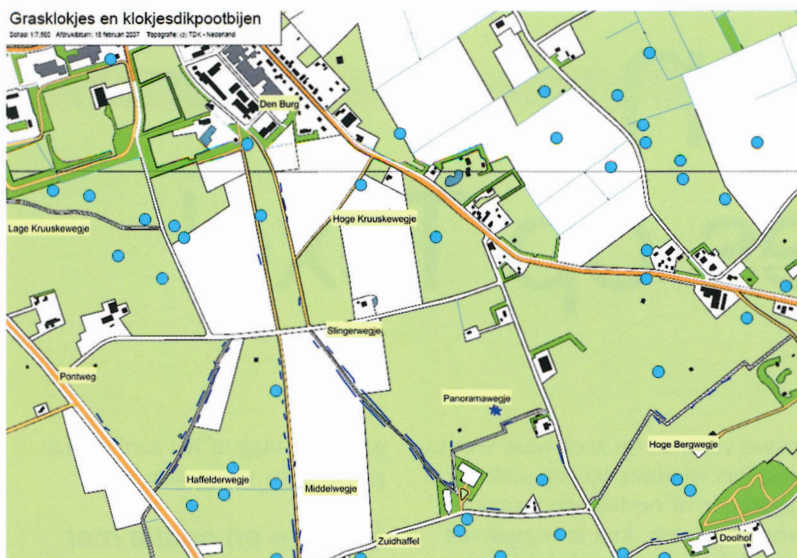 Grasklokjes en klokjesdikpootbijen
Schaal 1:7,500 Afdrukdatum: 15 februari 2007 Topografie: (c) TDK - Nederland
Den Burg
Lage Kruuskewegje
Hoge Kruuskewegje
Slingerwegje
Pontweg
Panoramawegje
Hoge Bergwegje
Haffelderwegje
Middelwegje
Zuidhaffel
Doolhof